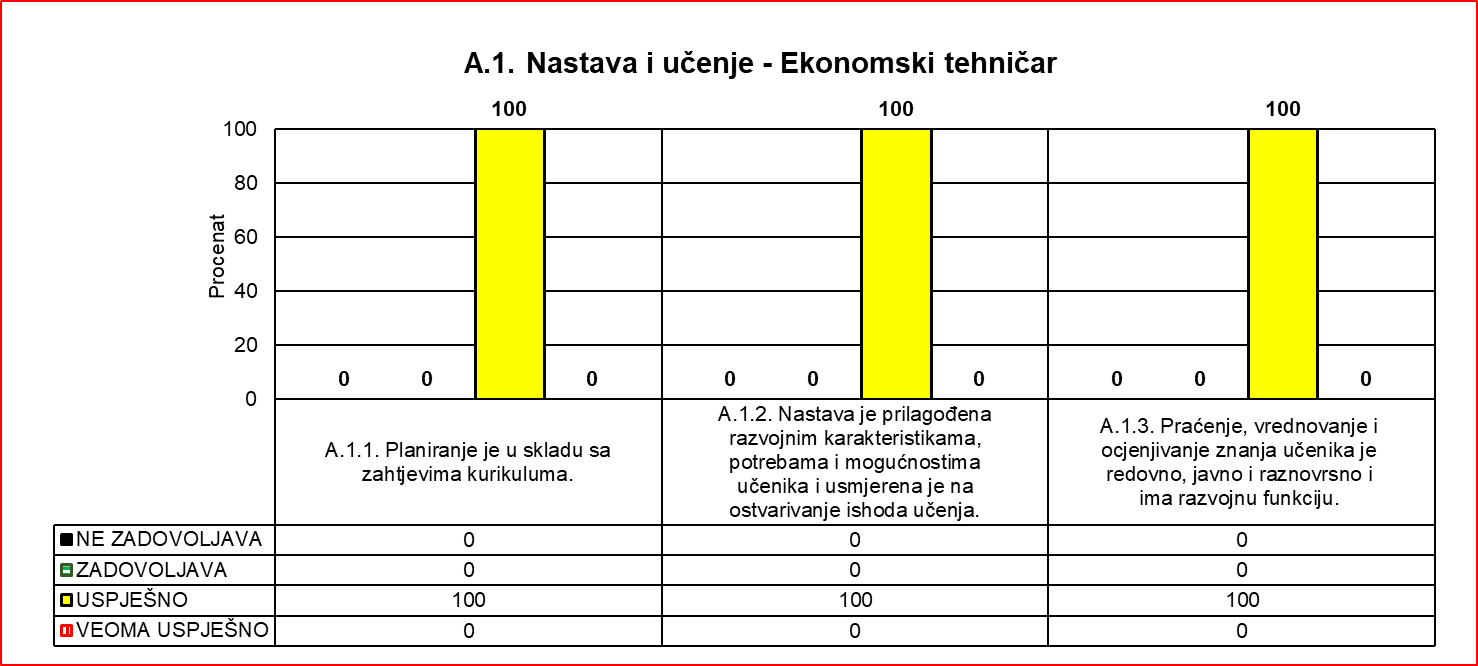 A.1. Nastava i učenje - Ekonomski tehničar
100 100 100
Procenat
100
80
60
40
20
0
0 0 0 0 0 0 0 0 0
A.1.1. Planiranje je u skladu sa
zahtjevima kurikuluma.
A.1.2. Nastava je prilagođena
razvojnim karakteristikama,
potrebama i mogućnostima
učenika i usmjerena je na
ostvarivanje ishoda učenja.
A.1.3. Praćenje, vrednovanje i
ocjenjivanje znanja učenika je
redovno, javno i raznovrsno i
ima razvojnu funkciju.
NE ZADOVOLJAVA 0 0 0
ZADOVOLJAVA 0 0 0
USPJEŠNO 100 100 100
VEOMA USPJEŠNO 0 0 0